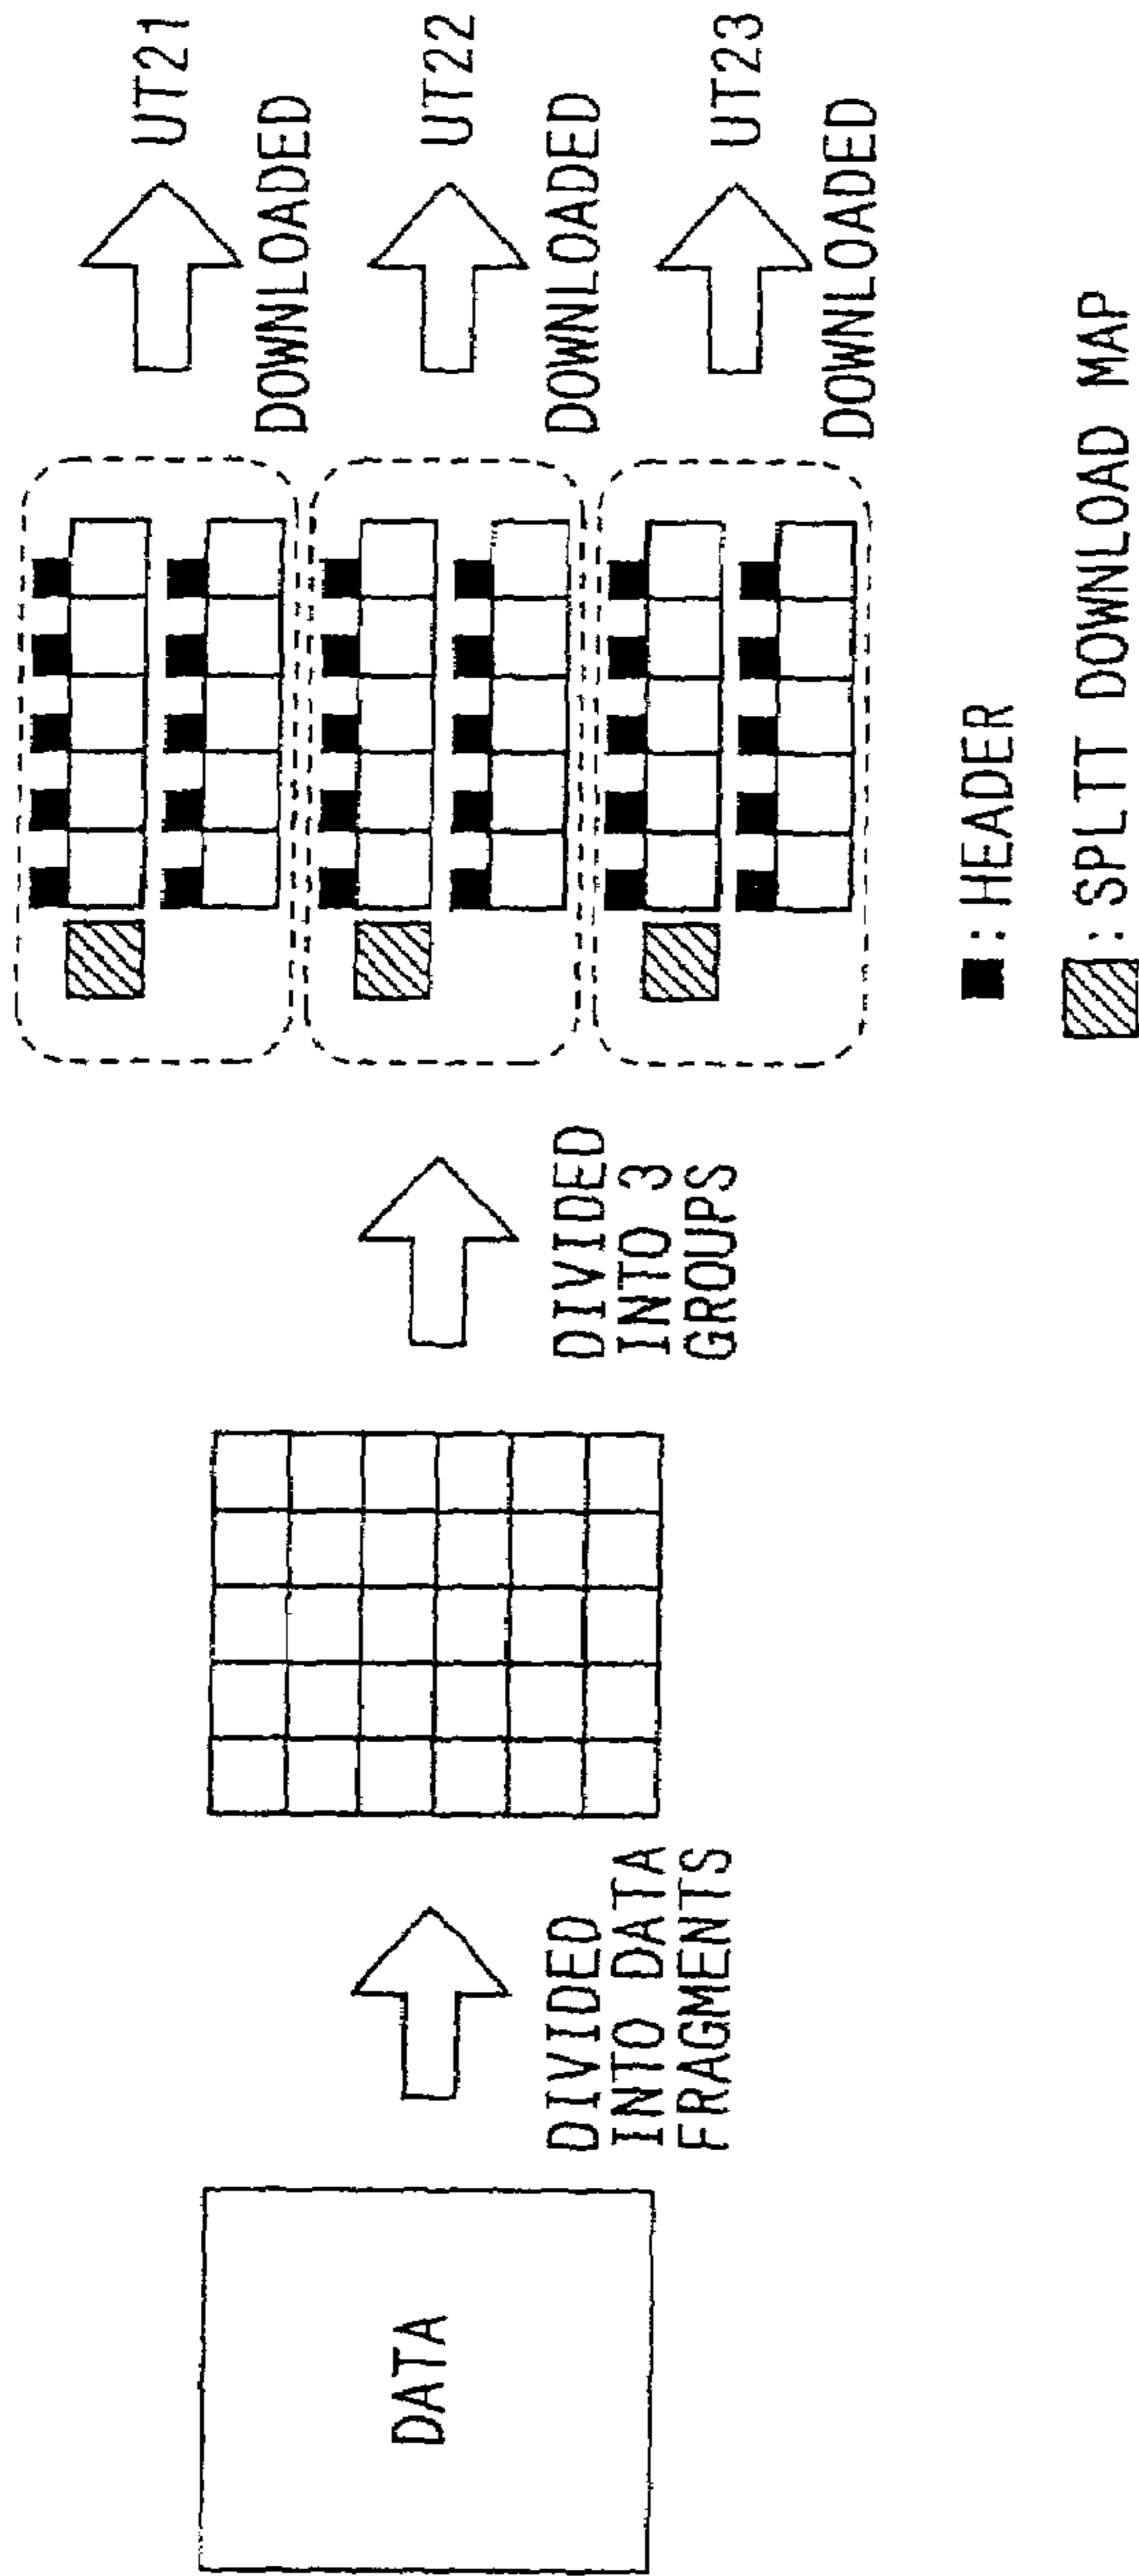 DATA
DIVIDED
INTO DATA
FRAGMENTS
DIVIDED
INTO 3
GROUPS
UT21
DOWNLOADED
UT22
DOWNLOADED
UT23
DOWNLOADED
: HEADER
: SPLTT DOWNLOAD MAP